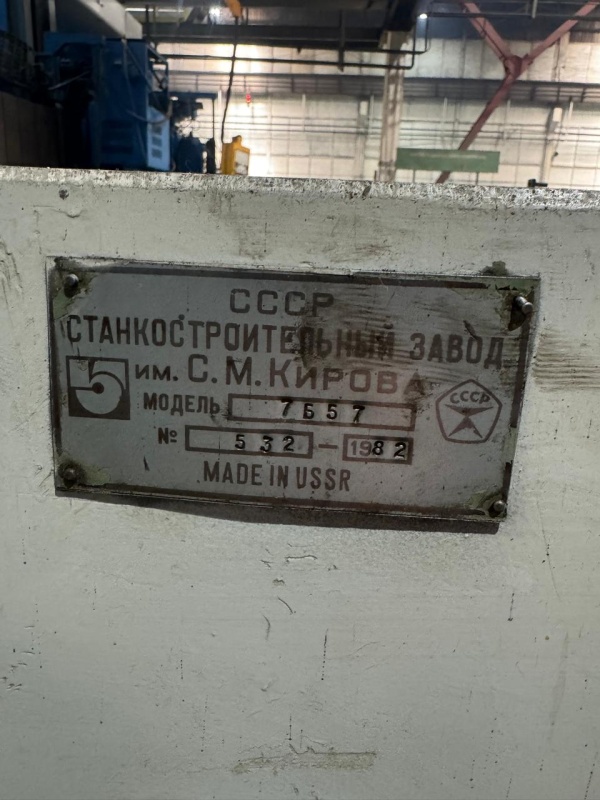 СССР
СТАНКОСТРОИТЕЛЬНЫЙ ЗАВОД
им. С.М.КИРОВА
МОДЕЛЬ 7Б57
СССР
№ 532 – 1982
MADE IN USSR